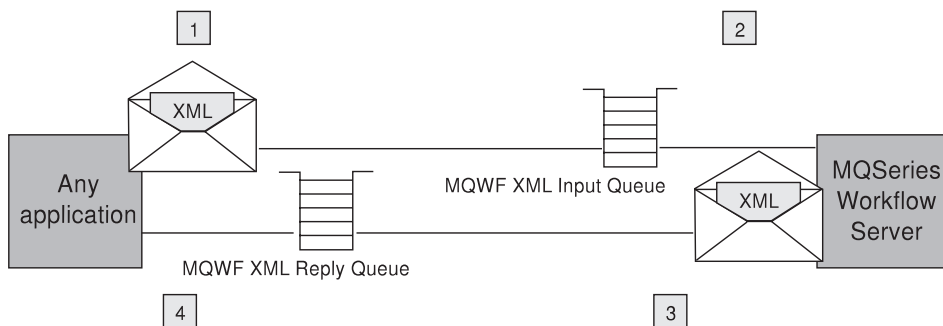 1
2
XML
Any
application
MQWF XML Input Queue
MQSeries
Workflow
Server
XML
MQWF XML Reply Queue
4
3